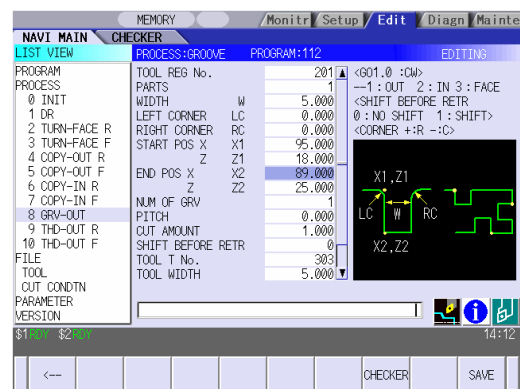 MEMORY Monitr Setup Edit Diagn Mainte
NAVI MAIN CHECKER
LIST VIEW PROCESS:GROOVE PROGRAM:112 EDITING
PROGRAM
PROCESS
0 INIT
1 DR
2 TURN-FACE R
3 TURN-FACE F
4 COPY-OUT R
5 COPY-OUT F
6 COPY-IN R
7 COPY-IN F
8 GRV-OUT
9 THD-OUT R
10 THD-OUT F
FILE
TOOL
CUT CONDTN
PARAMETER
VERSION
TOOL REG No. 201
PARTS 1
WIDTH W 5.000
LEFT CORNER LC 0.000
RIGHT CORNER RC 0.000
START POS X X1 95.000
Z Z1 18.000
END POS X X2 89.000
Z Z2 25.000
NUM OF GRV 1
PITCH 0.000
CUT AMOUNT 1.000
SHIFT BEFORE RETR 0
TOOL T No. 303
TOOL WIDTH 5.000
<G01.0 :CW>
--1:OUT 2:IN 3:FACE
<SHIFT BEFORE RETR
0:NO SHIFT 1:SHIFT>
<CORNER +:R -:C>
X1,Z1
LC W RC
X2,Z2
$1RDY $2RDY 14:12
<-- CHECKER SAVE